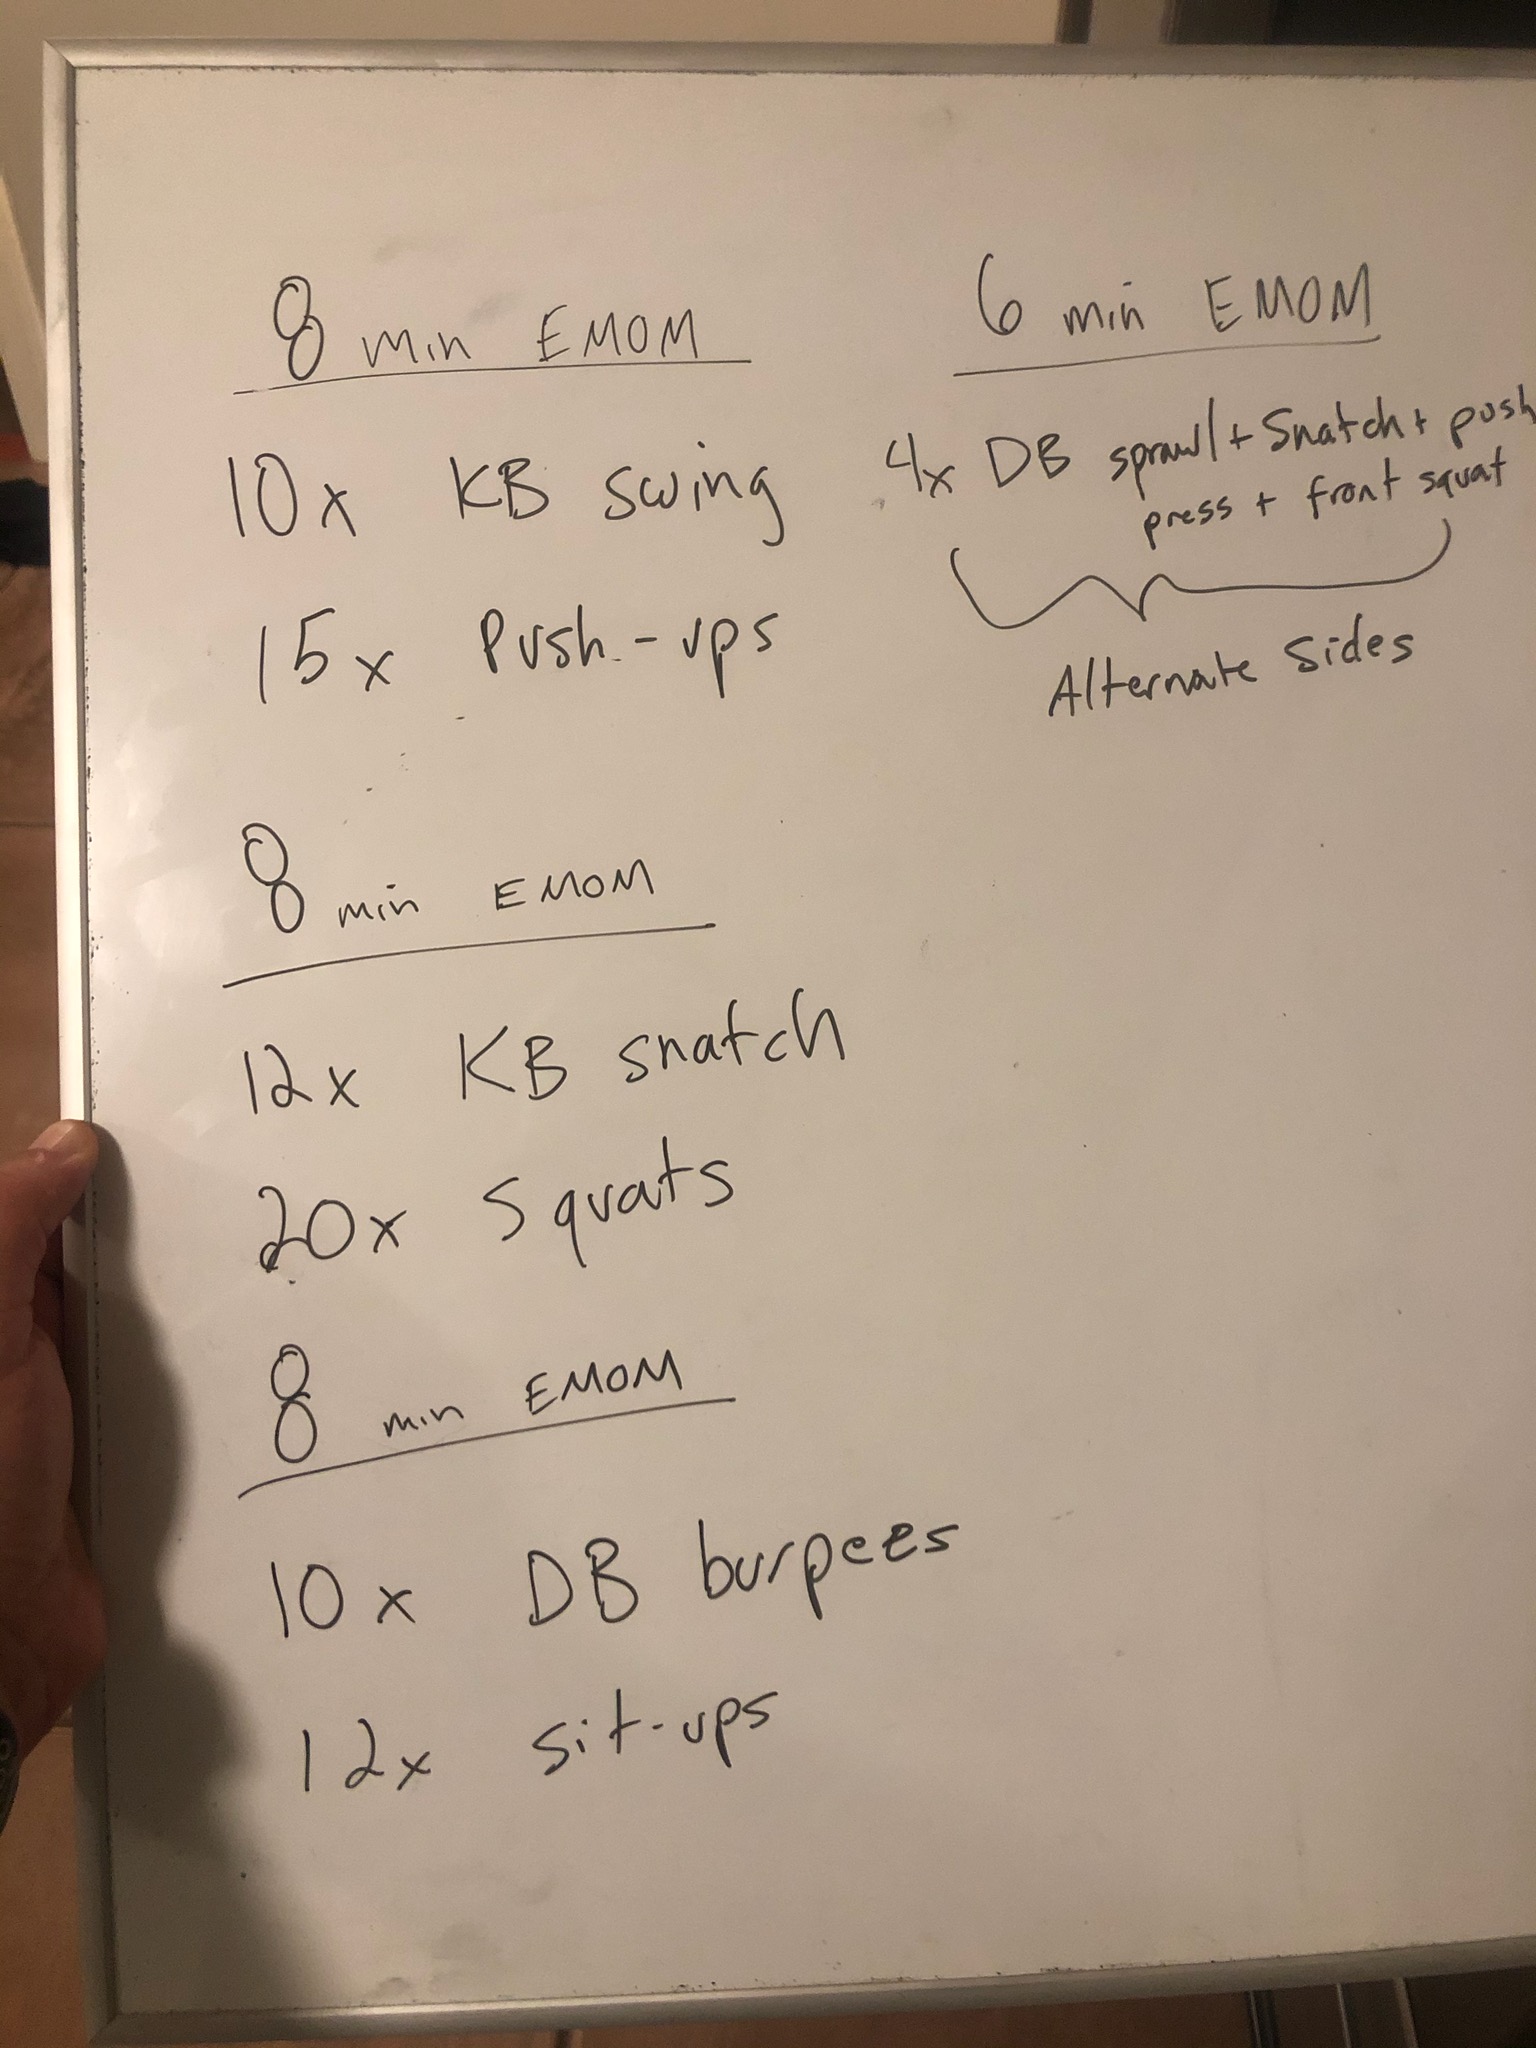 8 min EMOM
10x KB swing
15x Push-ups
8 min EMOM
12x KB snatch
20x Squats
8 min EMOM
10x DB burpees
12x sit-ups
6 min EMOM
4x DB sprawl + Snatch + push
press + front squat
Alternate Sides